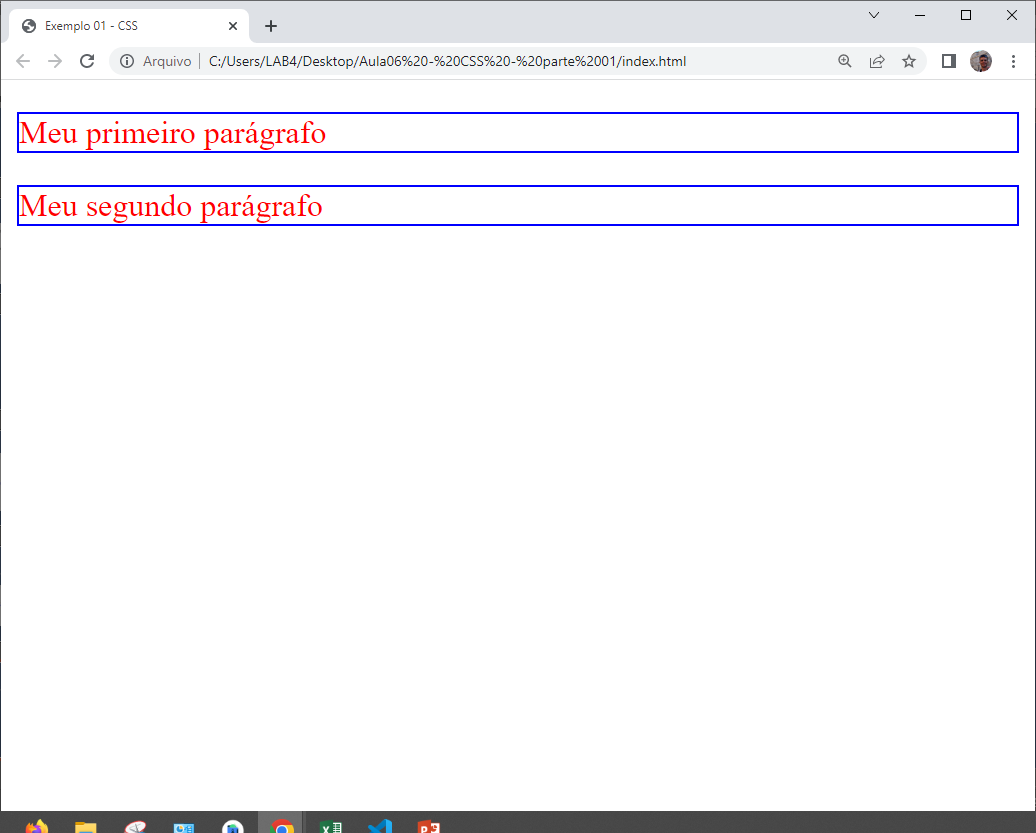 Exemplo 01 - CSS
Arquivo | C:/Users/LAB4/Desktop/Aula06%20-%20CSS%20-%20parte%2001/index.html
Meu primeiro parágrafo
Meu segundo parágrafo